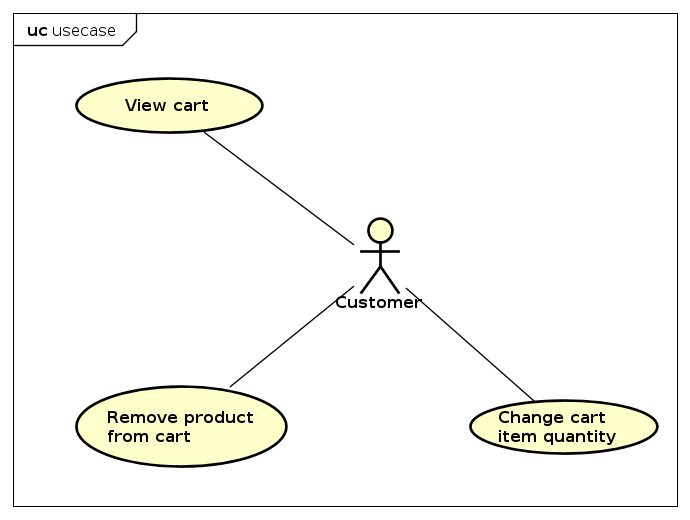 uc usecase
View cart
Customer
Remove product
from cart
Change cart
item quantity